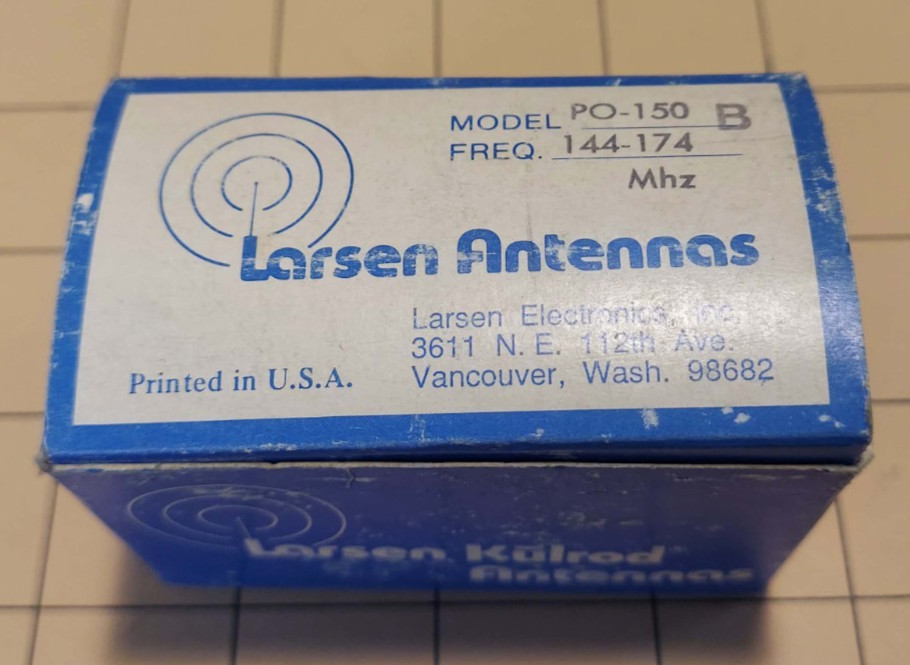 MODEL PO-150 B
FREQ. 144-174
Mhz
Larsen Antennas
Larsen Electronics, Inc.
3611 N.E. 112th Ave.
Vancouver, Wash. 98682
Printed in U.S.A.
Larsen Külrod
Antennas